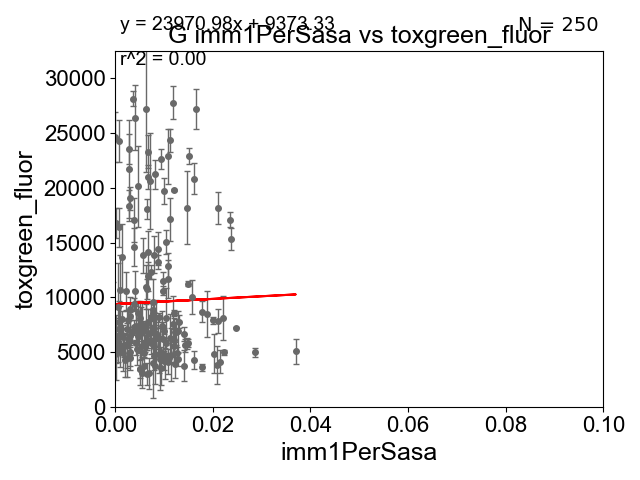 y = 23970.98x + 9373.33
N = 250
G imm1PerSasa vs toxgreen_fluor
r^2 = 0.00
30000
25000
20000
15000
10000
5000
0
toxgreen_fluor
0.00 0.02 0.04 0.06 0.08 0.10
imm1PerSasa